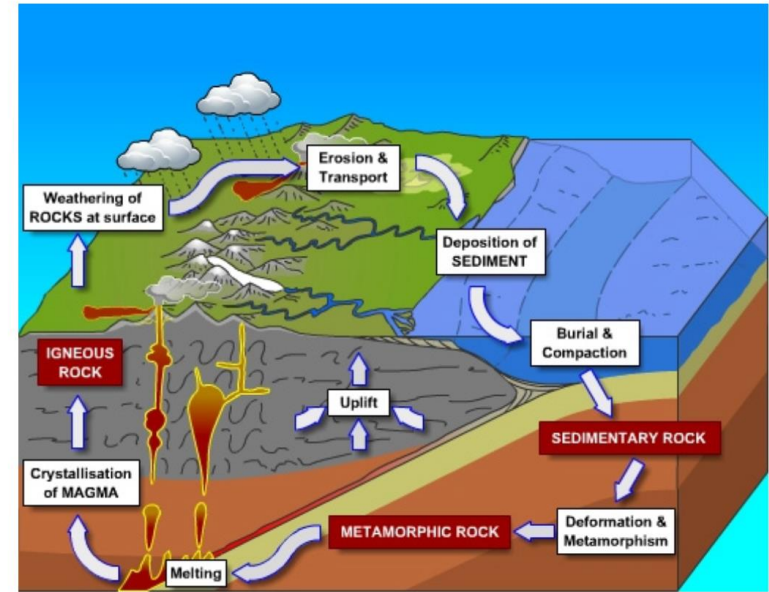 Erosion &
Transport
Weathering of
ROCKS at surface
Deposition of
SEDIMENT
Burial &
Compaction
IGNEOUS
ROCK
Uplift
SEDIMENTARY ROCK
Crystallisation
of MAGMA
Deformation &
Metamorphism
METAMORPHIC ROCK
Melting